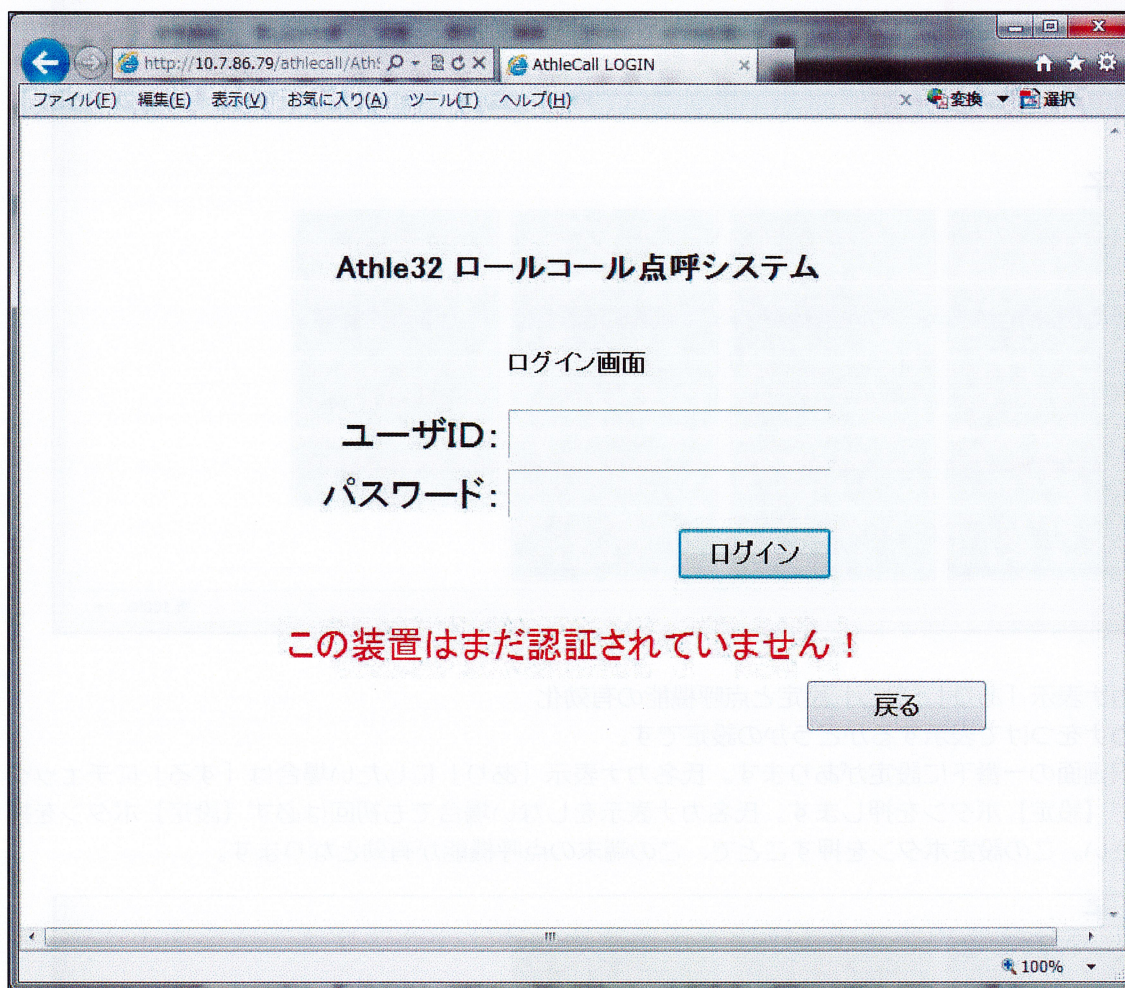 http://10.7.86.79/athlecall/Ath
AthleCall LOGIN
ファイル(F) 編集(E) 表示(V) お気に入り(A) ツール(T) ヘルプ(H)
変換 選択
Athle32 ロールコール点呼システム
ログイン画面
ユーザID:
パスワード:
ログイン
この装置はまだ認証されていません！
戻る
100%